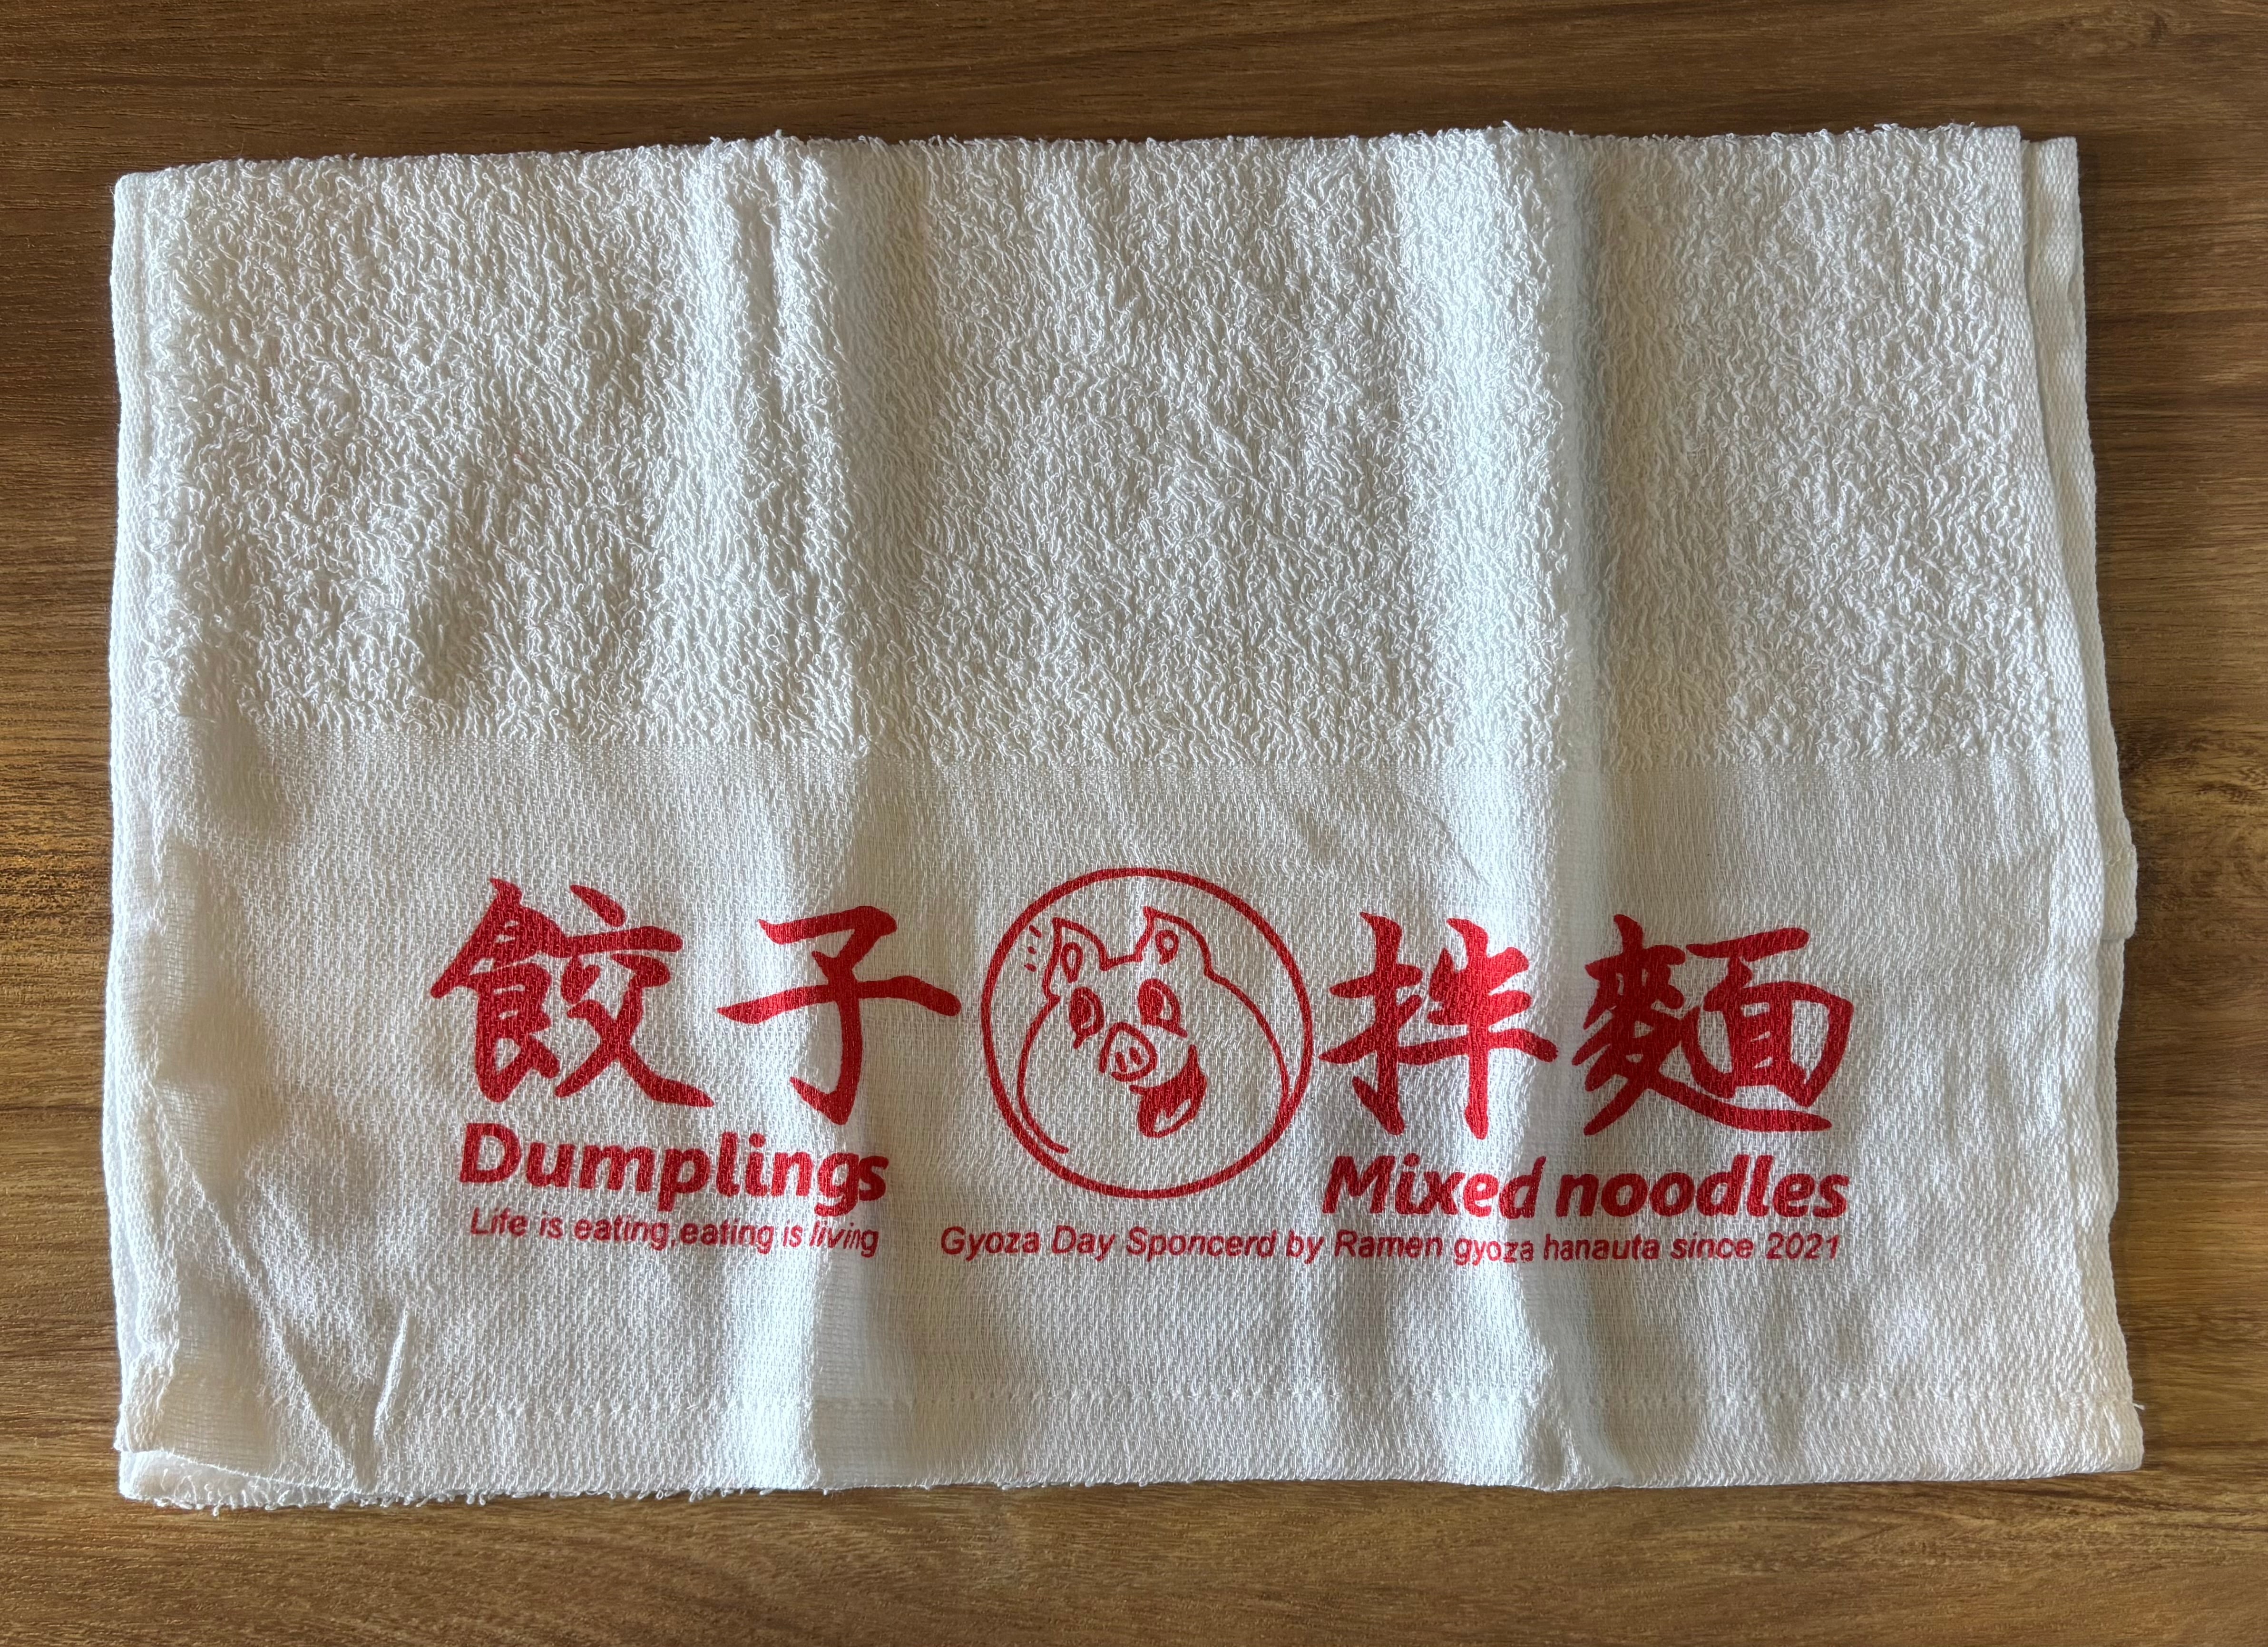 餃子 拌麵
Dumplings Mixed noodles
Life is eating,eating is living Gyoza Day Sponcerd by Ramen gyoza hanauta since 2021